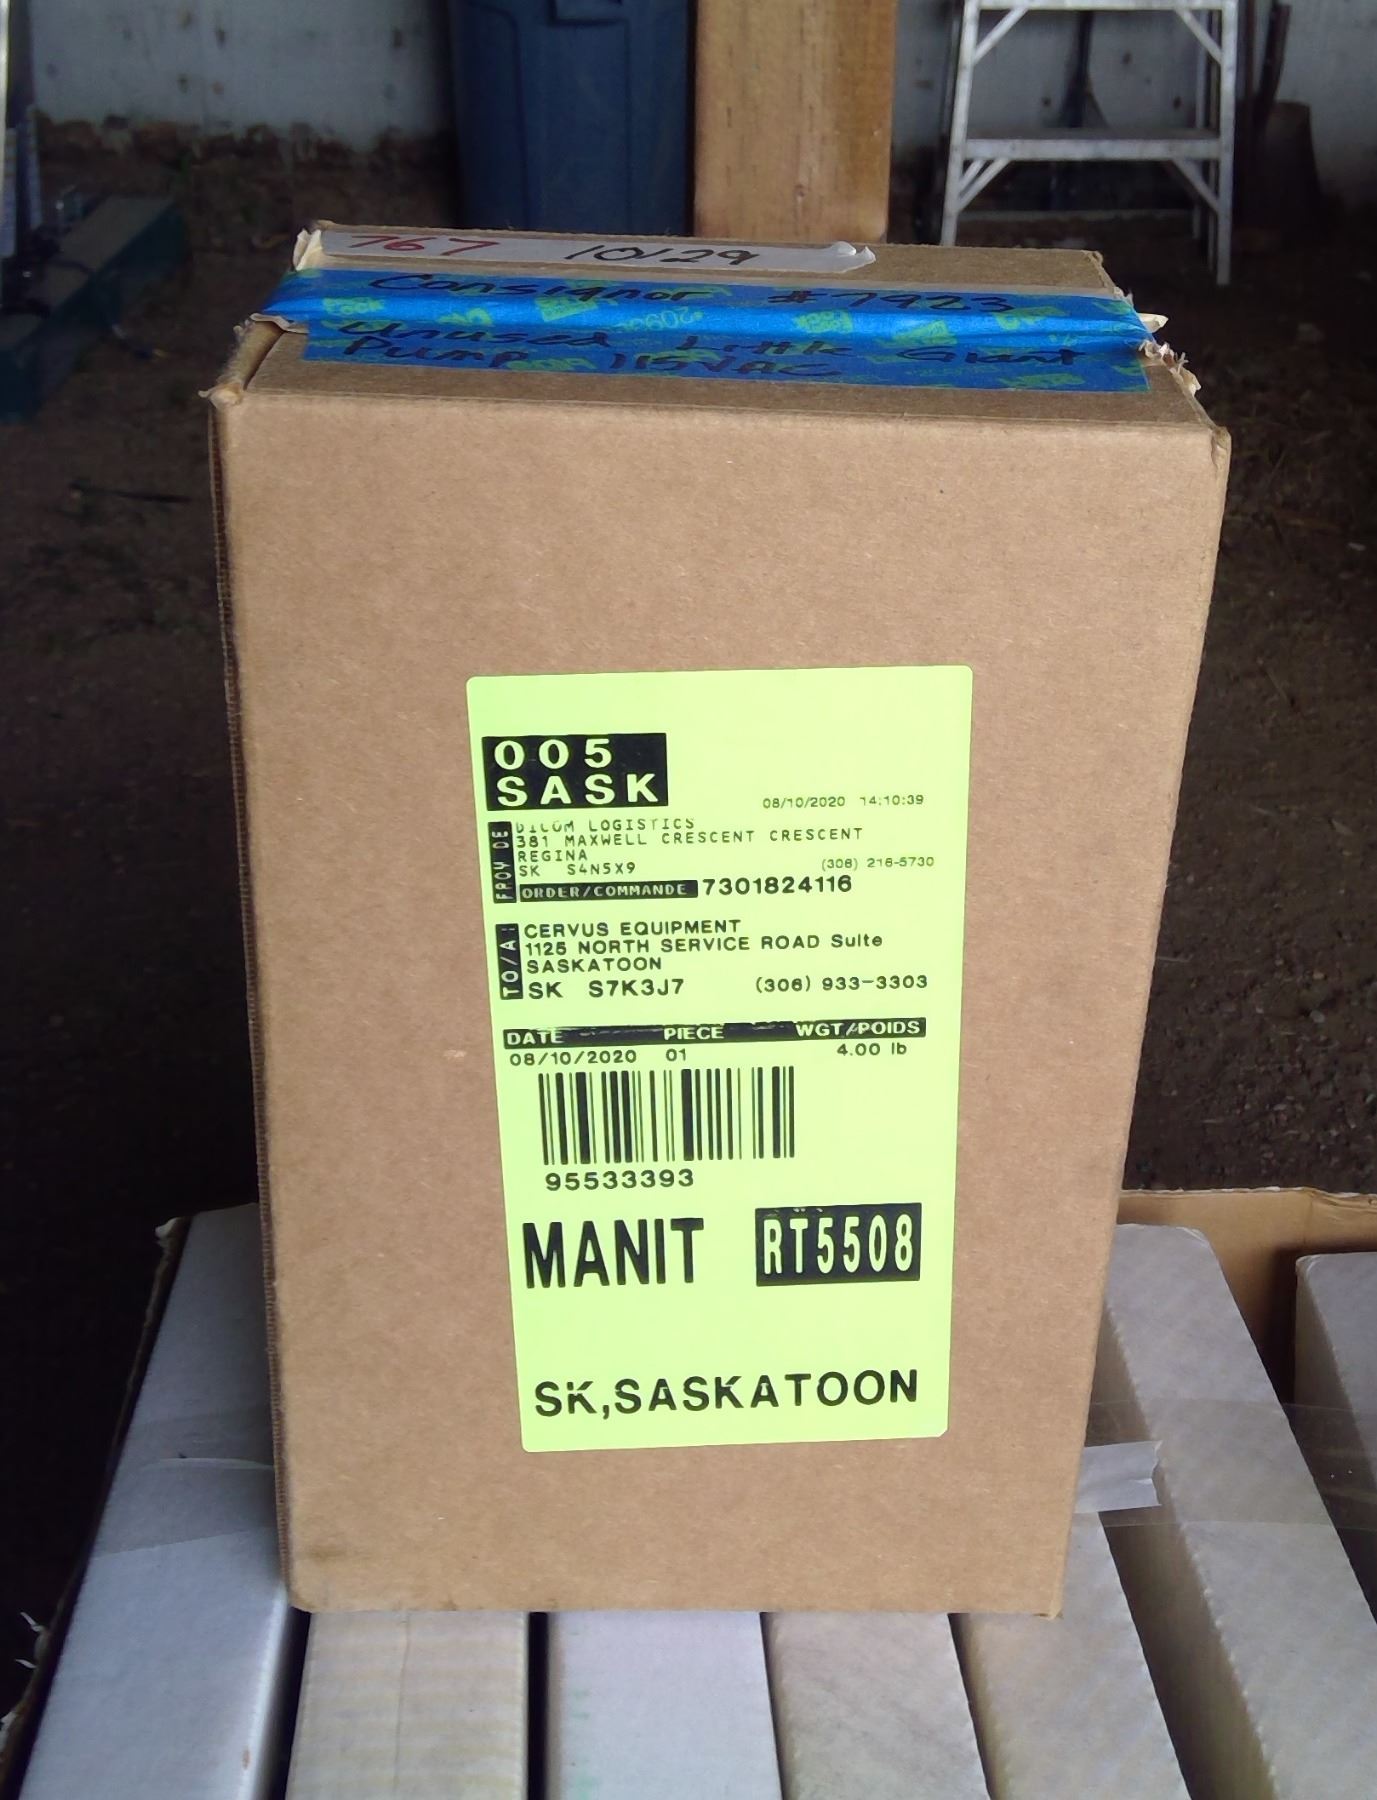 767 10/29
Consignor #7923
Unused Little Giant
Pump 115VAC
005
SASK
08/10/2020 14:10:39
FROM/DE
DICOM LOGISTICS
381 MAXWELL CRESCENT CRESCENT
REGINA
SK S4N5X9 (306) 216-5730
ORDER/COMMANDE 7301824116
TO/A:
CERVUS EQUIPMENT
1125 NORTH SERVICE ROAD Suite
SASKATOON
SK S7K3J7 (306) 933-3303
DATE PIECE WGT/POIDS
08/10/2020 01 4.00 lb
95533393
MANIT RT5508
SK,SASKATOON